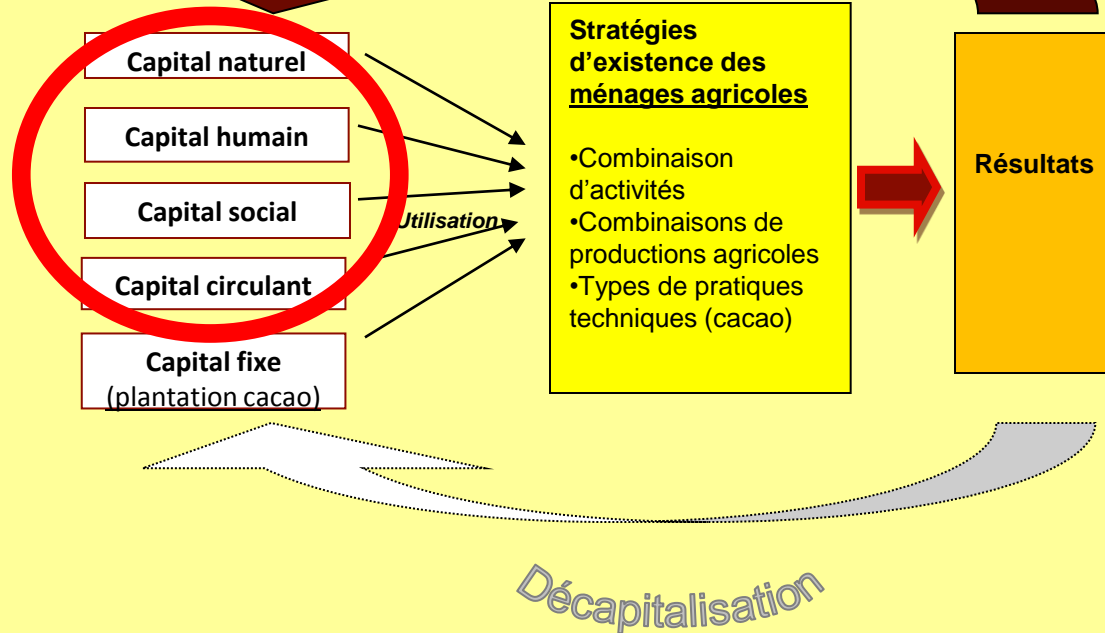 Capital naturel
Capital humain
Capital social
Capital circulant
Capital fixe
(plantation cacao)
Utilisation
Stratégies
d'existence des
ménages agricoles
•Combinaison
d'activités
•Combinaisons de
productions agricoles
•Types de pratiques
techniques (cacao)
Résultats
Décapitalisation